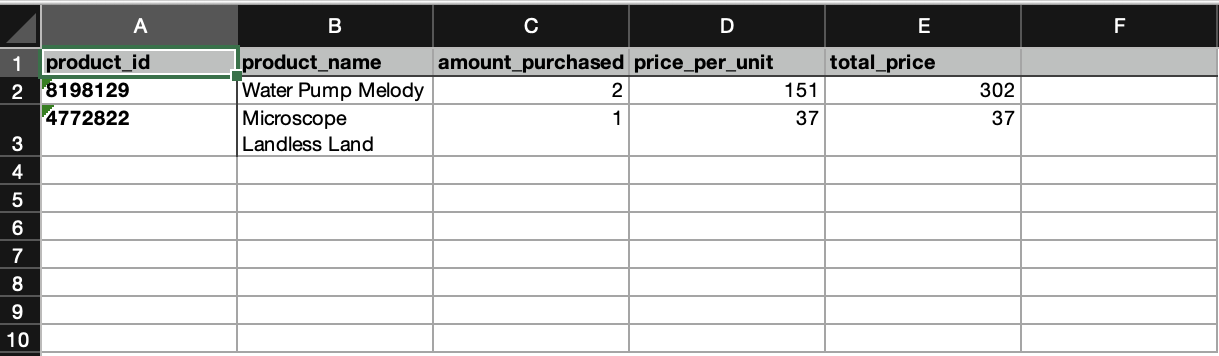 A B C D E F
1 product_id product_name amount_purchased price_per_unit total_price
2 8198129 Water Pump Melody 2 151 302
4772822 Microscope 1 37 37
3 Landless Land
4
5
6
7
8
9
10